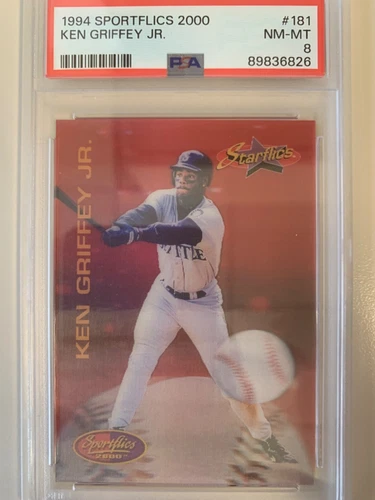 1994 SPORTFLICS 2000 #181
KEN GRIFFEY JR. NM-MT
8
PSA 89836826
Starflics
KEN GRIFFEY JR.
TTLE
Sportflics
2000